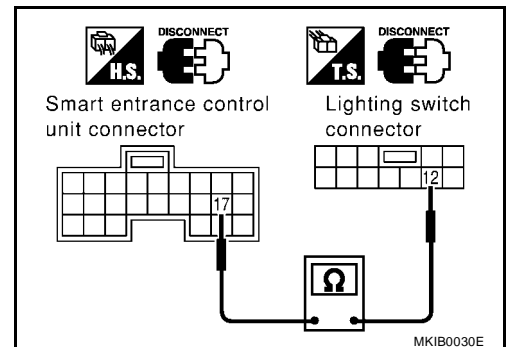 DISCONNECT
H.S.
DISCONNECT
T.S.
Smart entrance control
unit connector
Lighting switch
connector
17
12
Ω
MKIB0030E